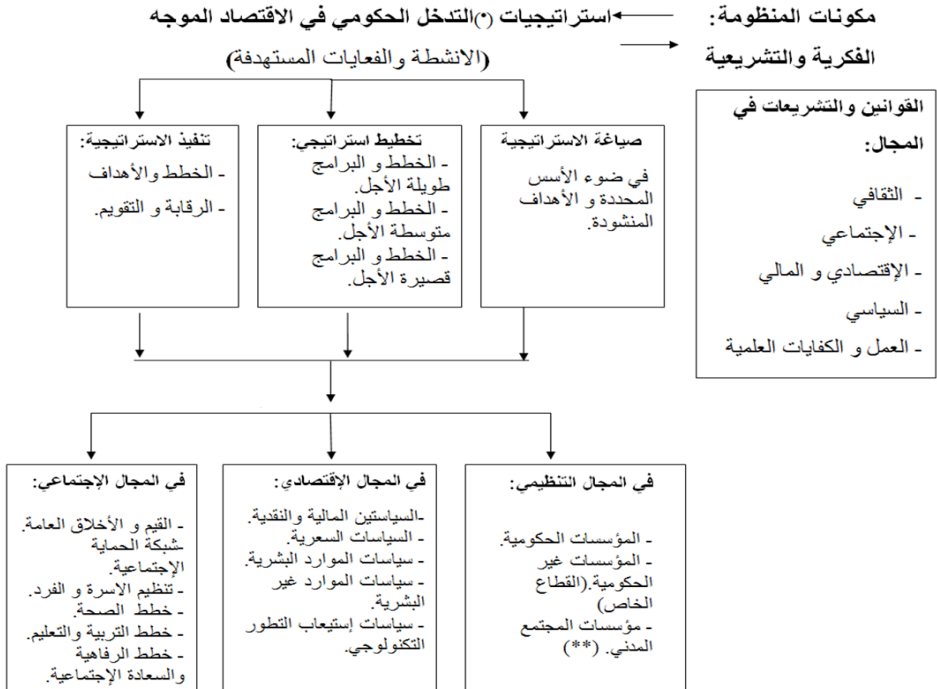 مكونات المنظومة:
استراتيجيات (•)التدخل الحكومي في الاقتصاد الموجه
الفكرية والتشريعية
(الانشطة والفعايات المستهدفة)
القوانين والتشريعات في
المجال:
- الثقافي
- الإجتماعي
- الإقتصادي و المالي
- السياسي
- العمل و الكفايات العلمية
صياغة الاستراتيجية
في ضوء الأسس
المحددة و الأهداف
المنشودة.
تخطيط استراتيجي:
- الخطط و البرامج
طويلة الأجل.
- الخطط و البرامج
متوسطة الأجل.
- الخطط و البرامج
قصيرة الأجل.
تنفيذ الاستراتيجية:
- الخطط والأهداف
- الرقابة و التقويم.
في المجال التنظيمي:
- المؤسسات الحكومية.
- المؤسسات غير
الحكومية.(القطاع
الخاص)
- مؤسسات المجتمع
المدني. (**)
في المجال الإقتصادي:
-السياستين المالية والنقدية.
- السياسات السعرية.
- سياسات الموارد البشرية.
- سياسات الموارد غير
البشرية.
- سياسات إستيعاب التطور
التكنولوجي.
في المجال الإجتماعي:
- القيم و الأخلاق العامة.
-شبكة الحماية
الإجتماعية.
- تنظيم الاسرة و الفرد.
- خطط الصحة.
- خطط التربية والتعليم.
- خطط الرفاهية
والسعادة الإجتماعية.